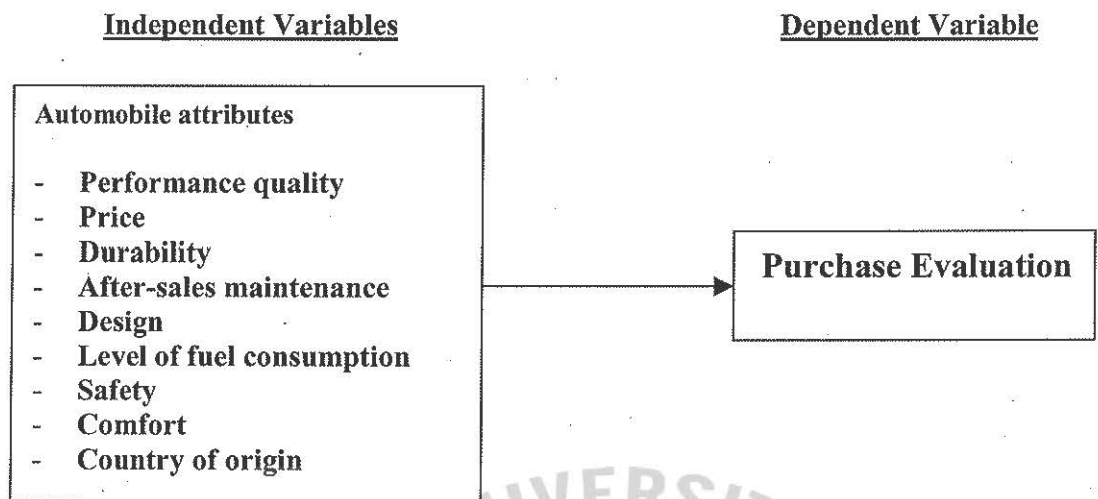 Independent Variables
Dependent Variable
Automobile attributes
- Performance quality
- Price
- Durability
- After-sales maintenance
- Design
- Level of fuel consumption
- Safety
- Comfort
- Country of origin
Purchase Evaluation